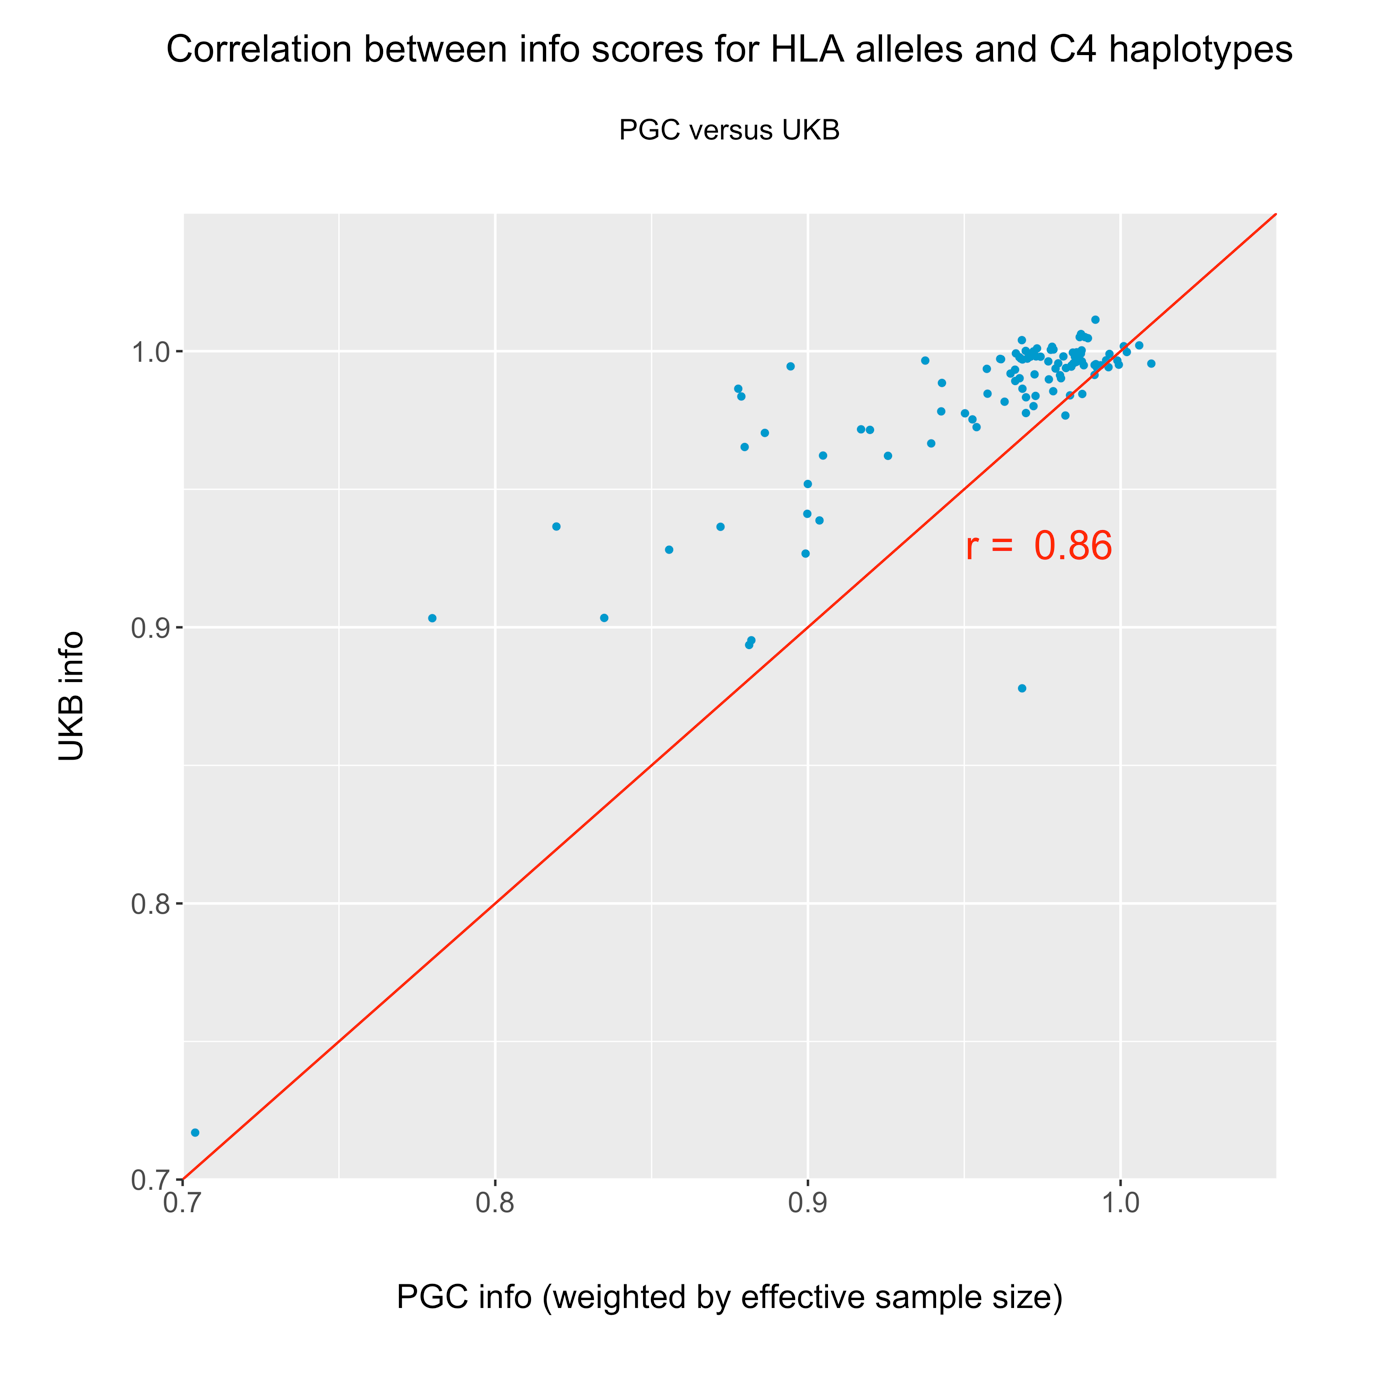 Correlation between info scores for HLA alleles and C4 haplotypes
PGC versus UKB
1.0
0.9
0.8
0.7
UKB info
r = 0.86
0.7 0.8 0.9 1.0
PGC info (weighted by effective sample size)